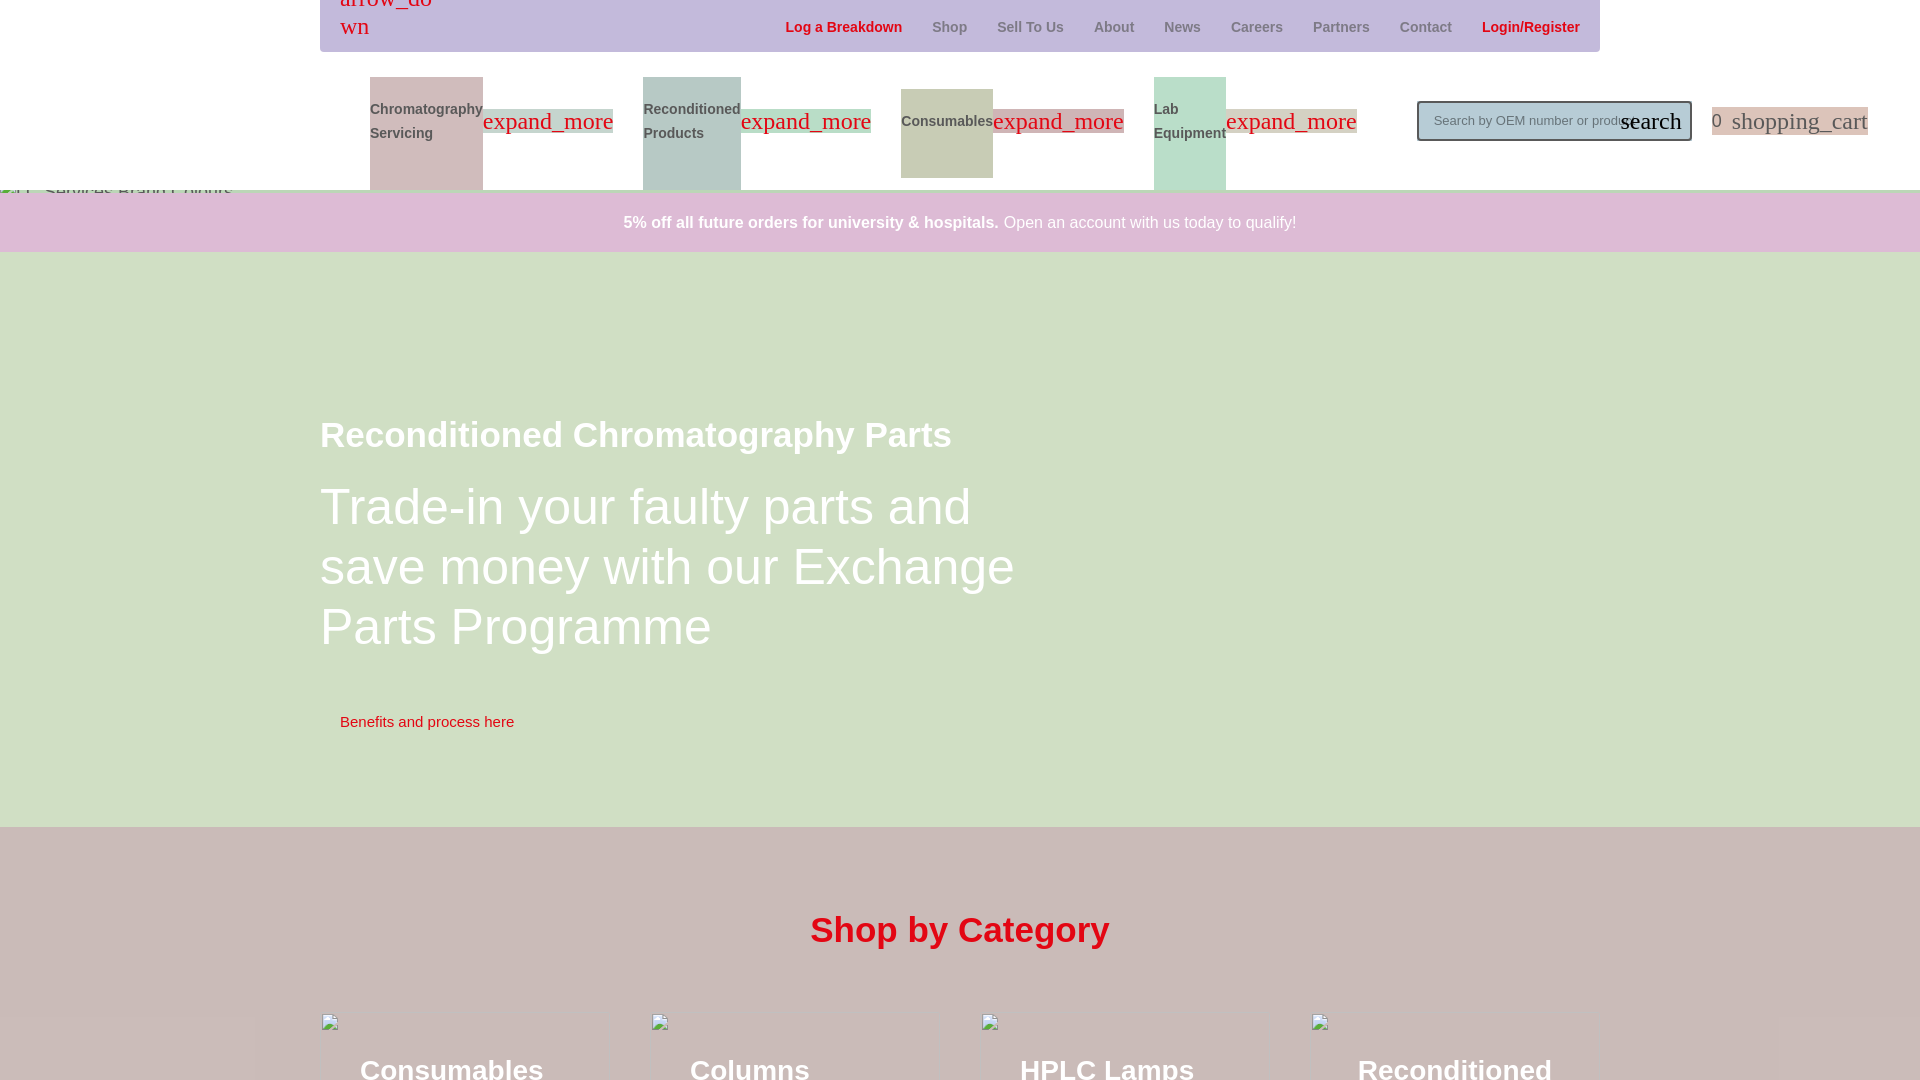 wn
Log a Breakdown Shop Sell To Us About News Careers Partners Contact Login/Register
Chromatography Servicing expand_more Reconditioned Products expand_more Consumables expand_more Lab Equipment expand_more Search by OEM number or produ search 0 shopping_cart
5% off all future orders for university & hospitals. Open an account with us today to qualify!
Reconditioned Chromatography Parts
Trade-in your faulty parts and
save money with our Exchange
Parts Programme
Benefits and process here
Shop by Category
Consumables Columns HPLC Lamps Reconditioned